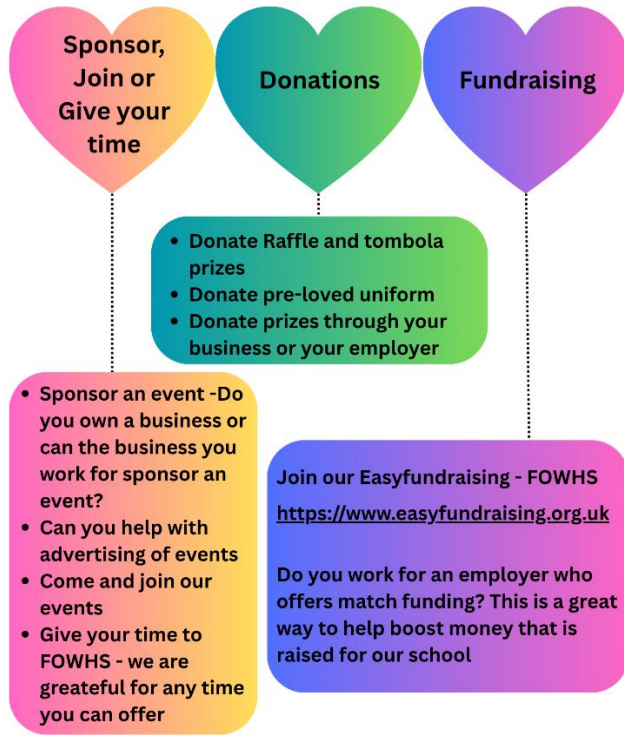 Sponsor,
Join or
Give your
time
Donations
Fundraising
• Donate Raffle and tombola
prizes
• Donate pre-loved uniform
• Donate prizes through your
business or your employer
• Sponsor an event -Do
you own a business or
can the business you
work for sponsor an
event?
• Can you help with
advertising of events
• Come and join our
events
• Give your time to
FOWHS - we are
greateful for any time
you can offer
Join our Easyfundraising - FOWHS
https://www.easyfundraising.org.uk
Do you work for an employer who
offers match funding? This is a great
way to help boost money that is
raised for our school